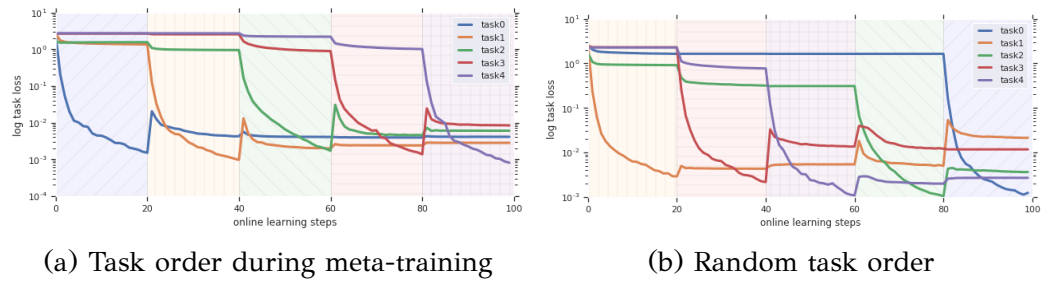 10¹
10⁰
10⁻¹
10⁻²
10⁻³
10⁻⁴
log task loss
0 20 40 60 80 100
online learning steps
task0
task1
task2
task3
task4
(a) Task order during meta-training
10¹
10⁰
10⁻¹
10⁻²
10⁻³
log task loss
0 20 40 60 80 100
online learning steps
task0
task1
task2
task3
task4
(b) Random task order